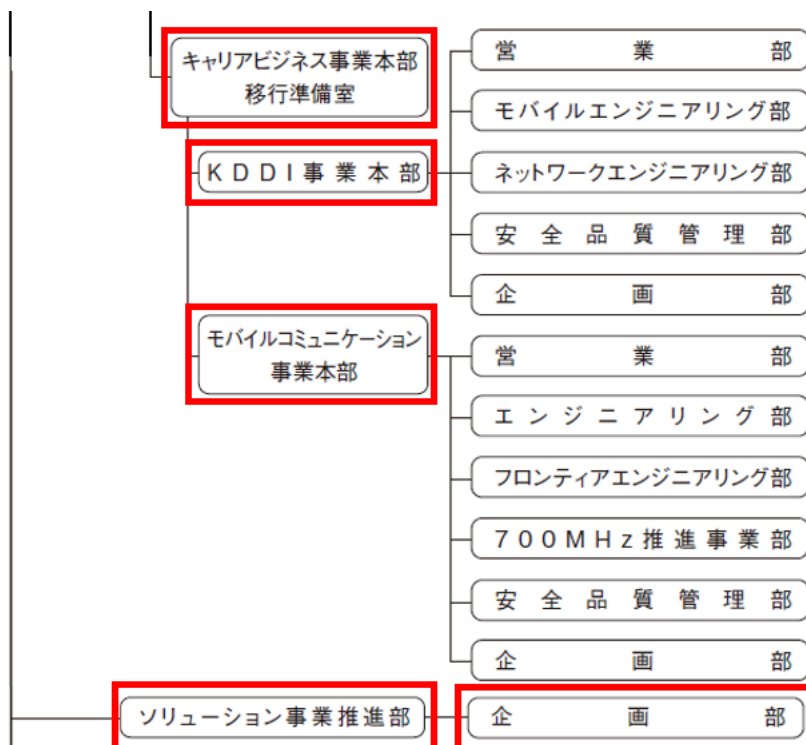 キャリアビジネス事業本部
移行準備室
KDDI事業本部
営業部
モバイルエンジニアリング部
ネットワークエンジニアリング部
安全品質管理部
企画部
モバイルコミュニケーション
事業本部
営業部
エンジニアリング部
フロンティアエンジニアリング部
700MHz推進事業部
安全品質管理部
企画部
ソリューション事業推進部
企画部